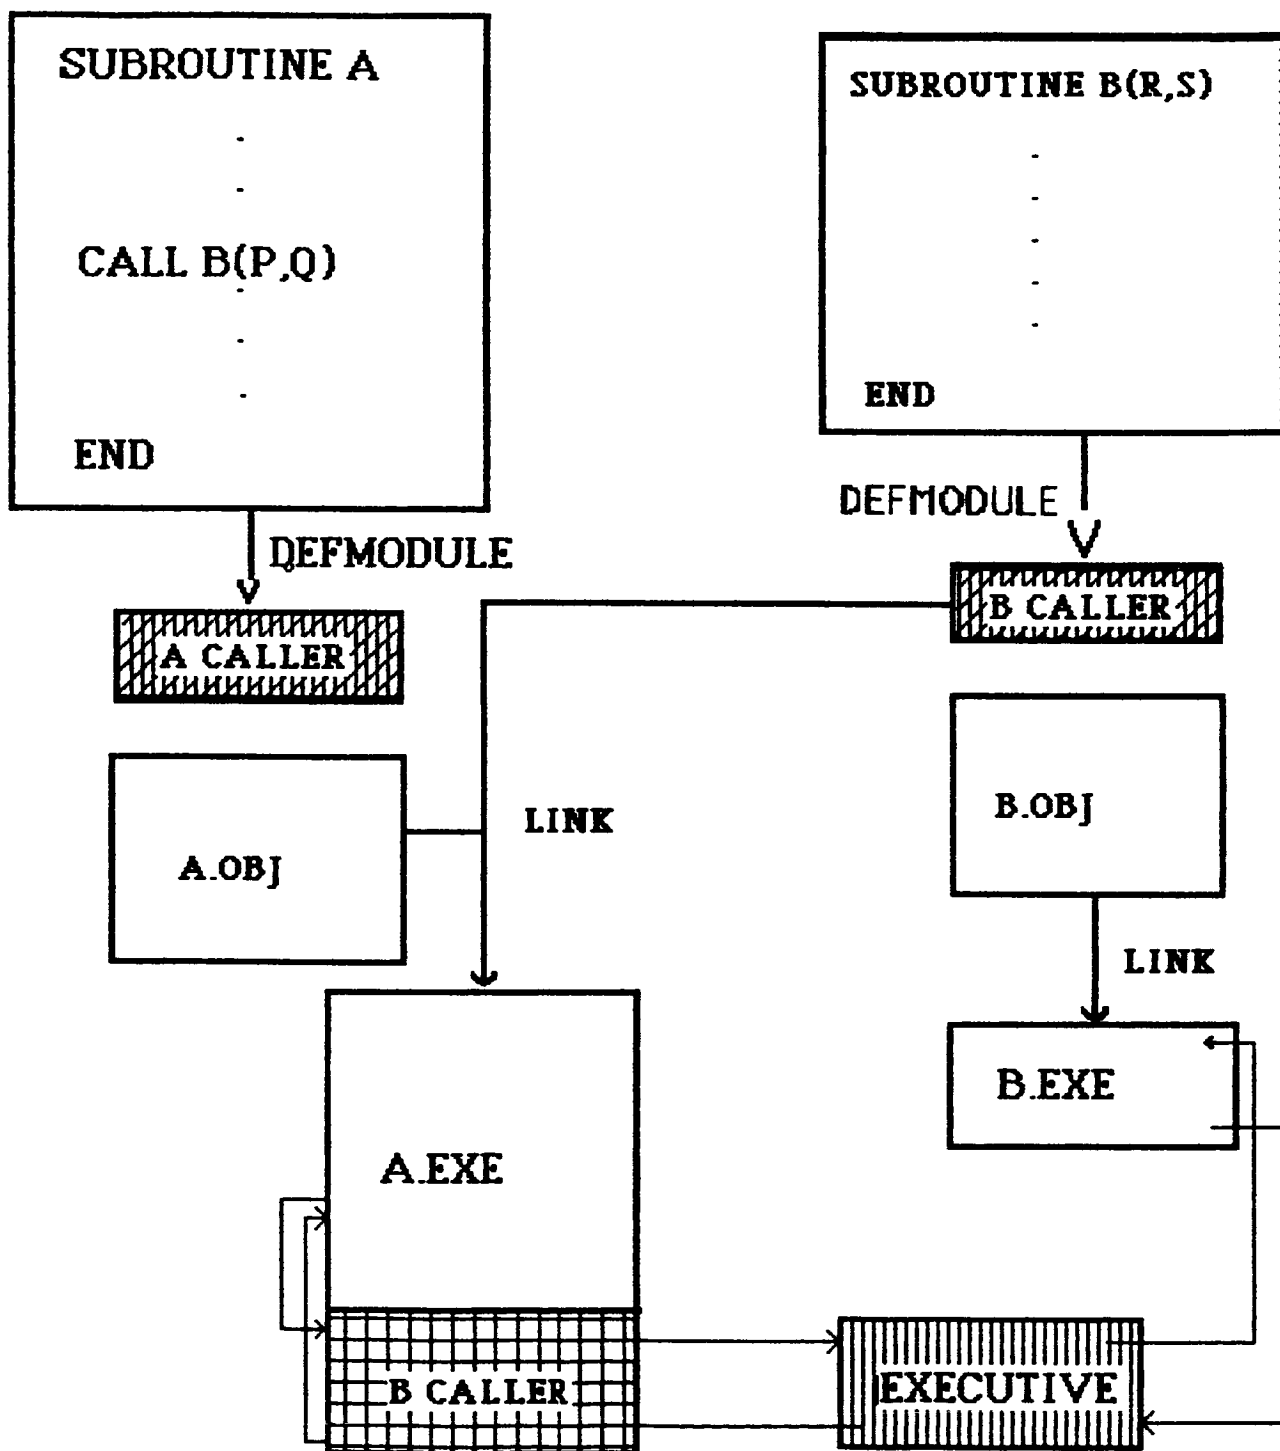 SUBROUTINE A
CALL B(P,Q)
END
DEFMODULE
A CALLER
A.OBJ
SUBROUTINE B(R,S)
END
DEFMODULE
B CALLER
B.OBJ
LINK
LINK
B.EXE
A.EXE
B CALLER
EXECUTIVE